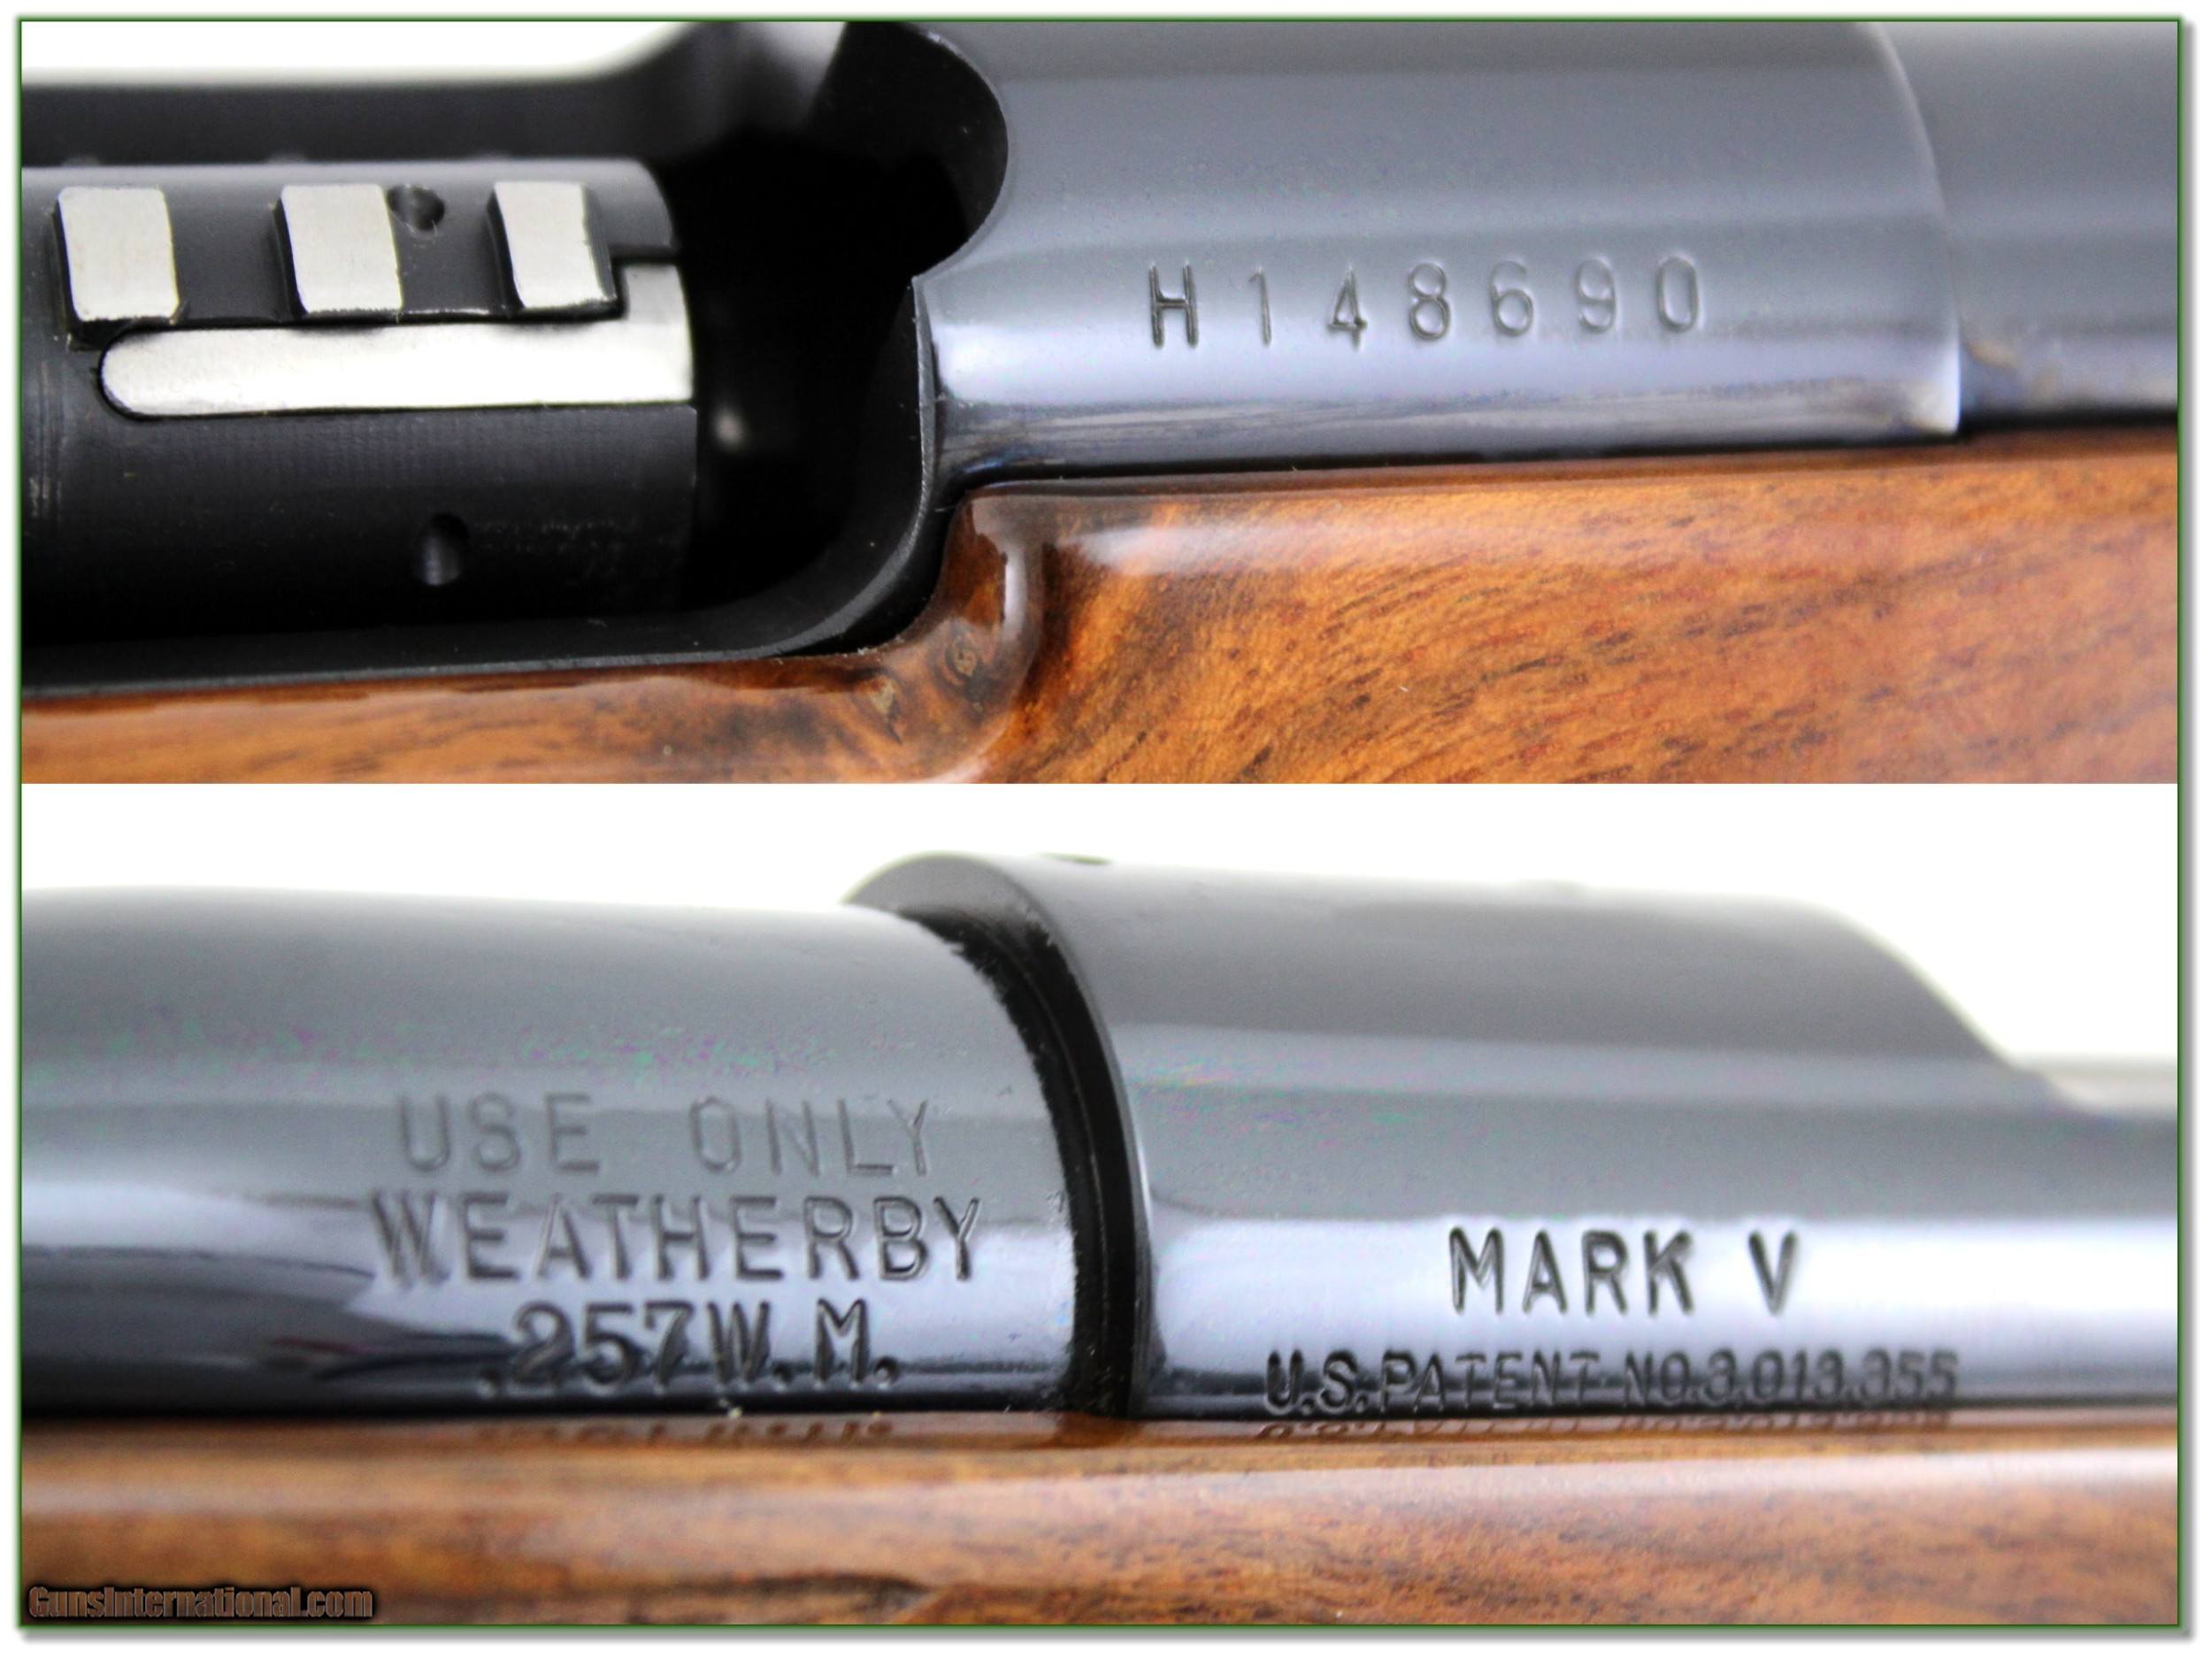 H148690
USE ONLY
WEATHERBY
.257W.M.
MARK V
U.S.PATENT NO.3,013,355
GunsInternational.com